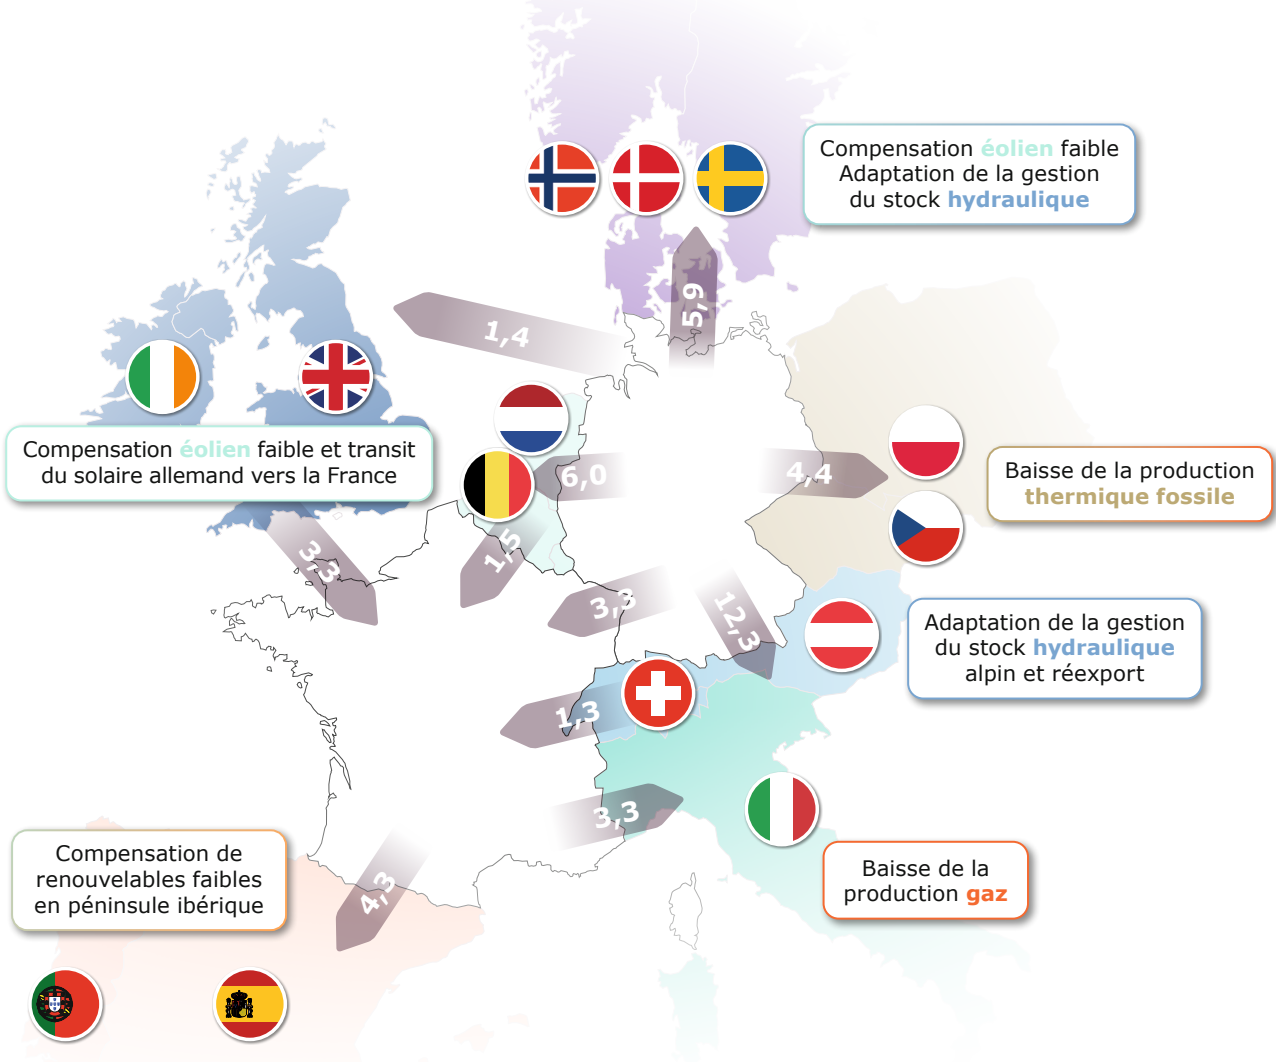 Compensation éolien faible
Adaptation de la gestion
du stock hydraulique
5,9
1,4
Compensation éolien faible et transit
du solaire allemand vers la France
6,0
4,4
Baisse de la production
thermique fossile
3,3
1,5
3,3
12,3
Adaptation de la gestion
du stock hydraulique
alpin et réexport
1,3
3,3
Compensation de
renouvelables faibles
en péninsule ibérique
4,3
Baisse de la
production gaz